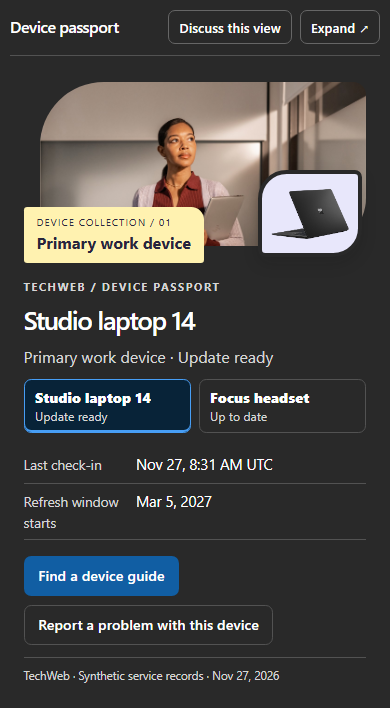 Device passport
Discuss this view
Expand ↗
DEVICE COLLECTION / 01
Primary work device
TECHWEB / DEVICE PASSPORT
Studio laptop 14
Primary work device · Update ready
Studio laptop 14
Update ready
Focus headset
Up to date
Last check-in
Nov 27, 8:31 AM UTC
Refresh window
starts
Mar 5, 2027
Find a device guide
Report a problem with this device
TechWeb · Synthetic service records · Nov 27, 2026